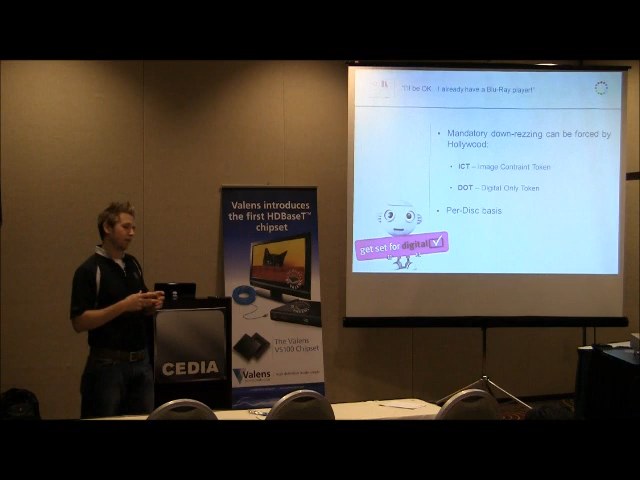 "I'll be OK...I already have a Blu-Ray player!"
• Mandatory down-rezzing can be forced by
Hollywood:
• ICT – Image Contraint Token
• DOT – Digital Only Token
• Per-Disc basis
get set for digital
Valens introduces
the first HDBaseT™
chipset
The Valens
VS100 Chipset
Valens
CEDIA